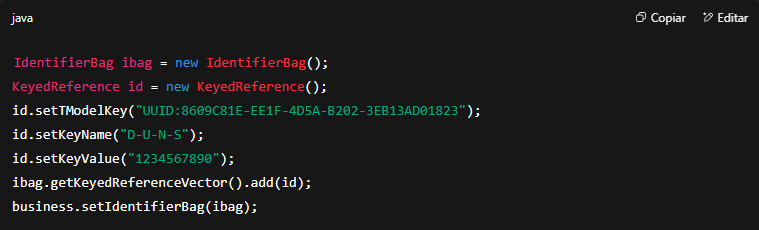 java
Copiar
Editar
IdentifierBag ibag = new IdentifierBag();
KeyedReference id = new KeyedReference();
id.setTModelKey("UUID:8609C81E-EE1F-4D5A-B202-3EB13AD01823");
id.setKeyName("D-U-N-S");
id.setKeyValue("1234567890");
ibag.getKeyedReferenceVector().add(id);
business.setIdentifierBag(ibag);